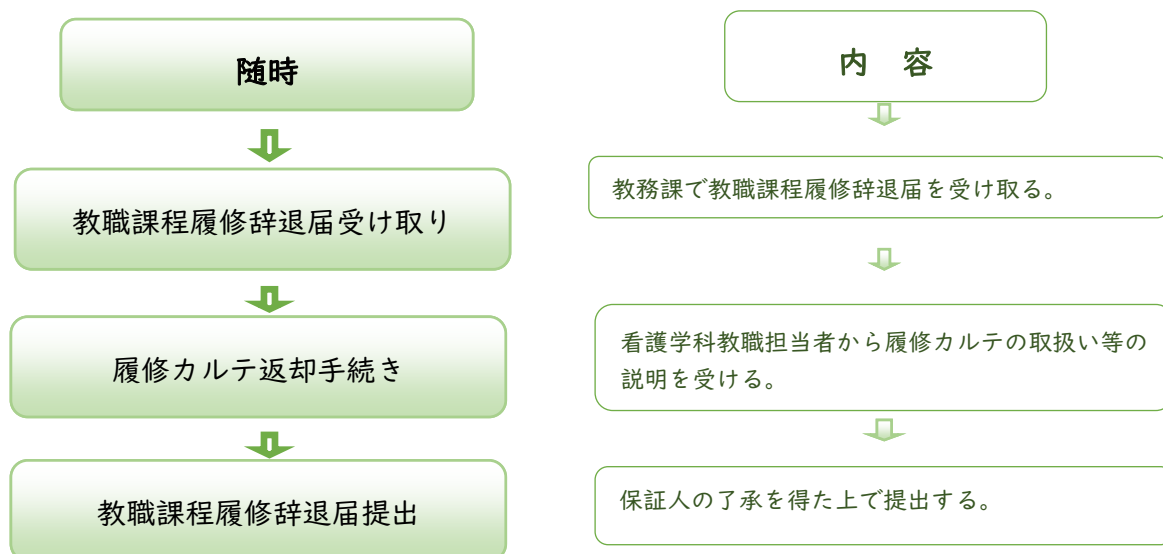 随時
内　容
教職課程履修辞退届受け取り
教務課で教職課程履修辞退届を受け取る。
履修カルテ返却手続き
看護学科教職担当者から履修カルテの取扱い等の
説明を受ける。
教職課程履修辞退届提出
保証人の了承を得た上で提出する。